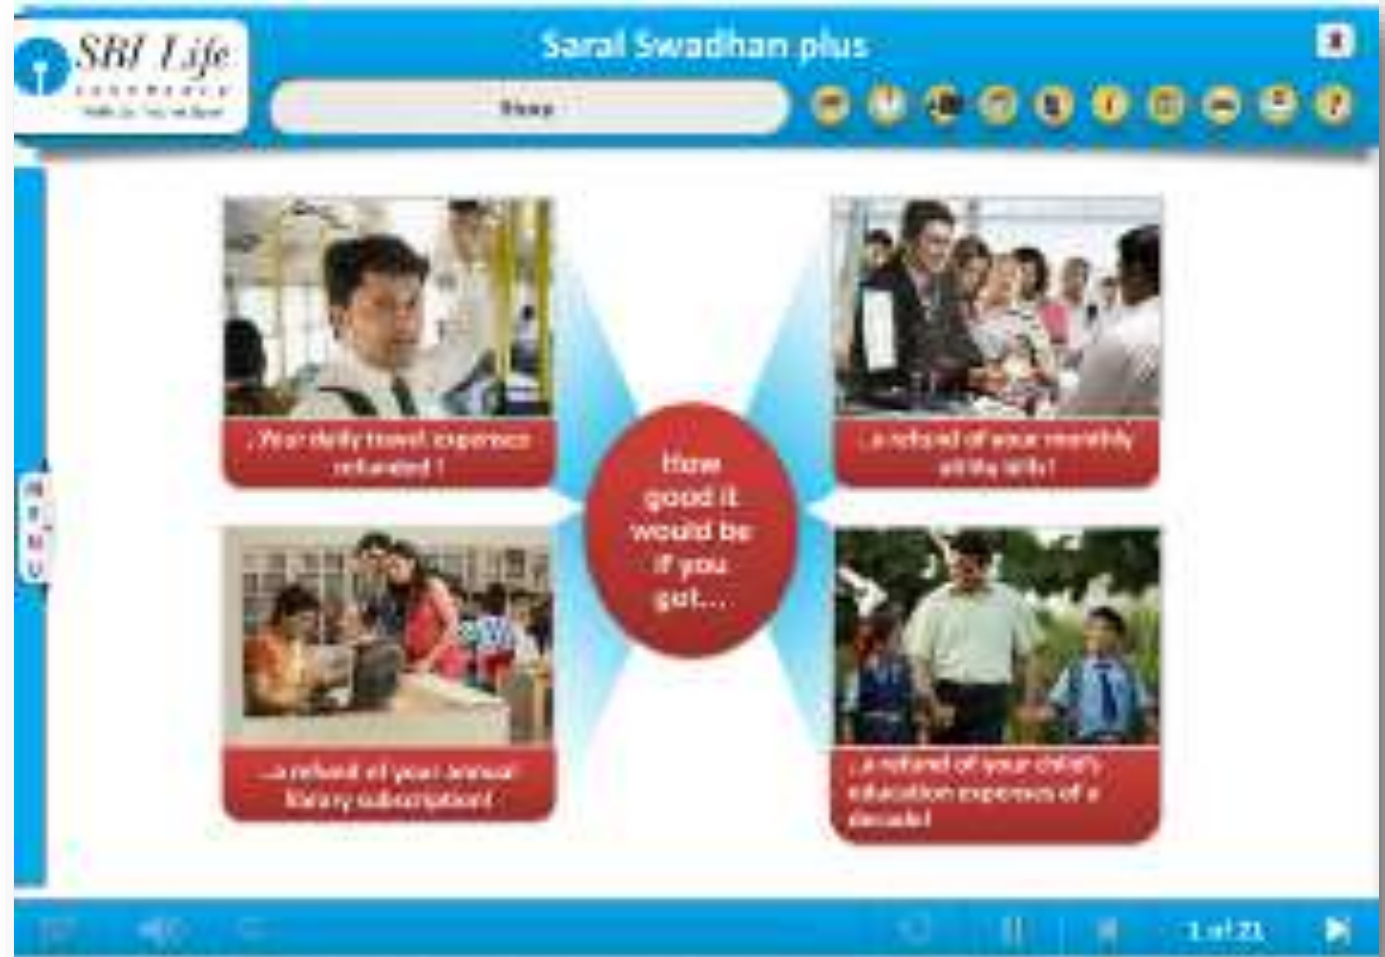 SBI Life
Saral Swadhan plus
Story
..Your daily travel expenses
refunded !
..a refund of your monthly
utility bills!
How
good it
would be
if you
got...
..a refund of your annual
library subscription!
..a refund of your child's
education expenses of a
decade!
M
E
N
U
1 of 21